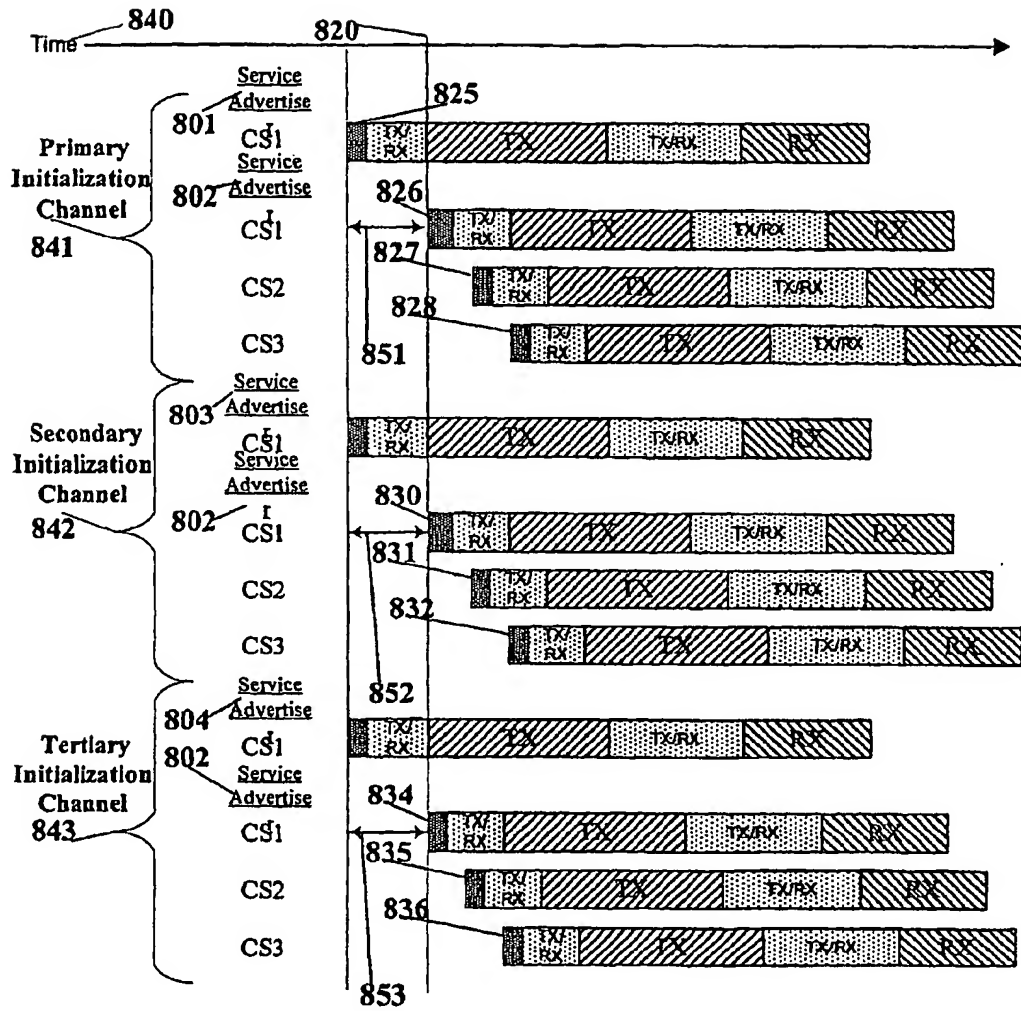 840
820
Time
Service
Advertise
r
801
CS1
825
TX/
RX
TX
TX/RX
RX
Primary
Initialization
Channel
841
Service
Advertise
r
802
CS1
826
TX/
RX
TX
TX/RX
RX
827
CS2
TX/
RX
TX
TX/RX
RX
828
CS3
TX/
RX
TX
TX/RX
RX
851
Service
Advertise
r
803
CS1
TX/
RX
TX
TX/RX
RX
Secondary
Initialization
Channel
842
Service
Advertise
r
802
CS1
830
TX/
RX
TX
TX/RX
RX
831
CS2
TX/
RX
TX
TX/RX
RX
832
CS3
TX/
RX
TX
TX/RX
RX
852
Service
Advertise
r
804
CS1
TX/
RX
TX
TX/RX
RX
Tertiary
Initialization
Channel
843
802
Service
Advertise
r
CS1
834
TX/
RX
TX
TX/RX
RX
835
CS2
TX/
RX
TX
TX/RX
RX
836
CS3
TX/
RX
TX
TX/RX
RX
853